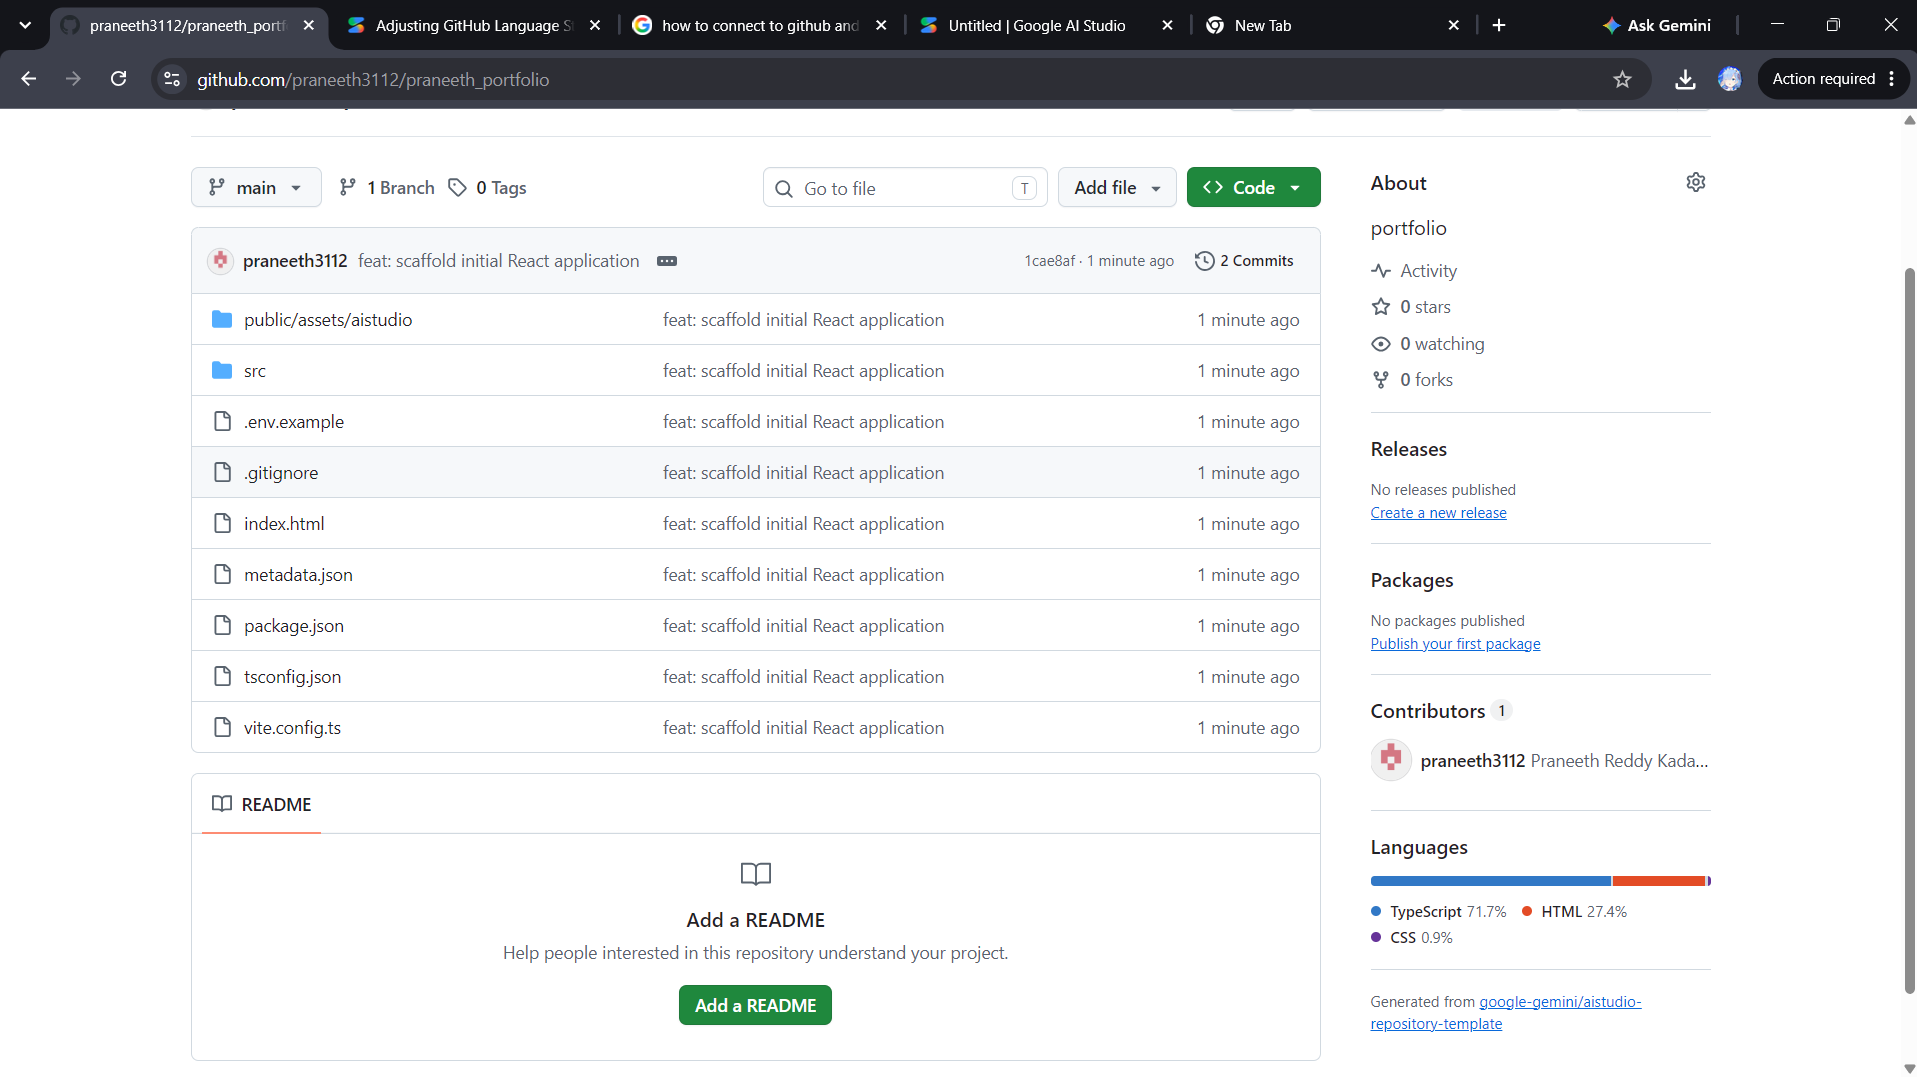 praneeth3112/praneeth_portf
Adjusting GitHub Language S
how to connect to github and
Untitled | Google AI Studio
New Tab
Ask Gemini
github.com/praneeth3112/praneeth_portfolio
Action required
main
1 Branch
0 Tags
Go to file
T
Add file
Code
praneeth3112 feat: scaffold initial React application
1cae8af · 1 minute ago
2 Commits
public/assets/aistudio feat: scaffold initial React application 1 minute ago
src feat: scaffold initial React application 1 minute ago
.env.example feat: scaffold initial React application 1 minute ago
.gitignore feat: scaffold initial React application 1 minute ago
index.html feat: scaffold initial React application 1 minute ago
metadata.json feat: scaffold initial React application 1 minute ago
package.json feat: scaffold initial React application 1 minute ago
tsconfig.json feat: scaffold initial React application 1 minute ago
vite.config.ts feat: scaffold initial React application 1 minute ago
README
Add a README
Help people interested in this repository understand your project.
Add a README
About
portfolio
Activity
0 stars
0 watching
0 forks
Releases
No releases published
Create a new release
Packages
No packages published
Publish your first package
Contributors 1
praneeth3112 Praneeth Reddy Kada...
Languages
TypeScript 71.7% HTML 27.4%
CSS 0.9%
Generated from google-gemini/aistudio-
repository-template